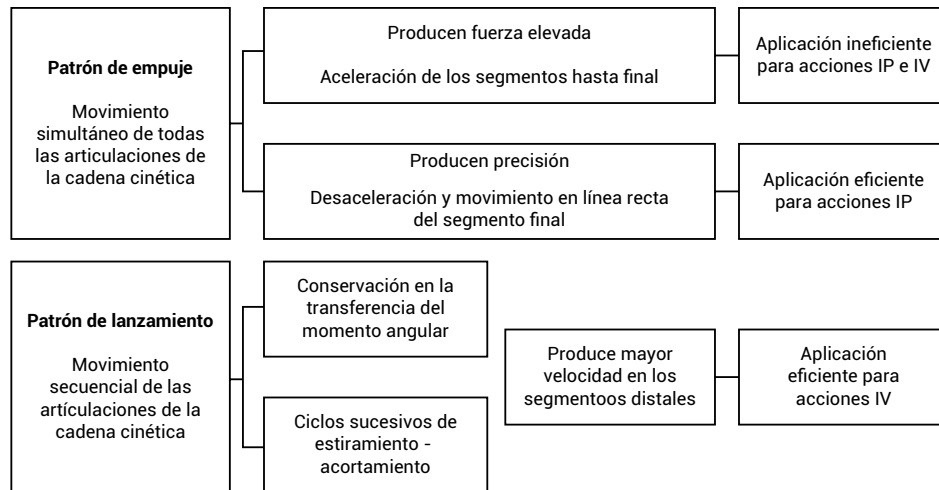 Patrón de empuje
Movimiento
simultáneo de todas
las articulaciones de
la cadena cinética
Producen fuerza elevada
Aceleración de los segmentos hasta final
Aplicación ineficiente
para acciones IP e IV
Producen precisión
Desaceleración y movimiento en línea recta
del segmento final
Aplicación eficiente
para acciones IP
Patrón de lanzamiento
Movimiento
secuencial de las
artículaciones de la
cadena cinética
Conservación en la
transferencia del
momento angular
Ciclos sucesivos de
estiramiento -
acortamiento
Produce mayor
velocidad en los
segmentoos distales
Aplicación
eficiente para
acciones IV